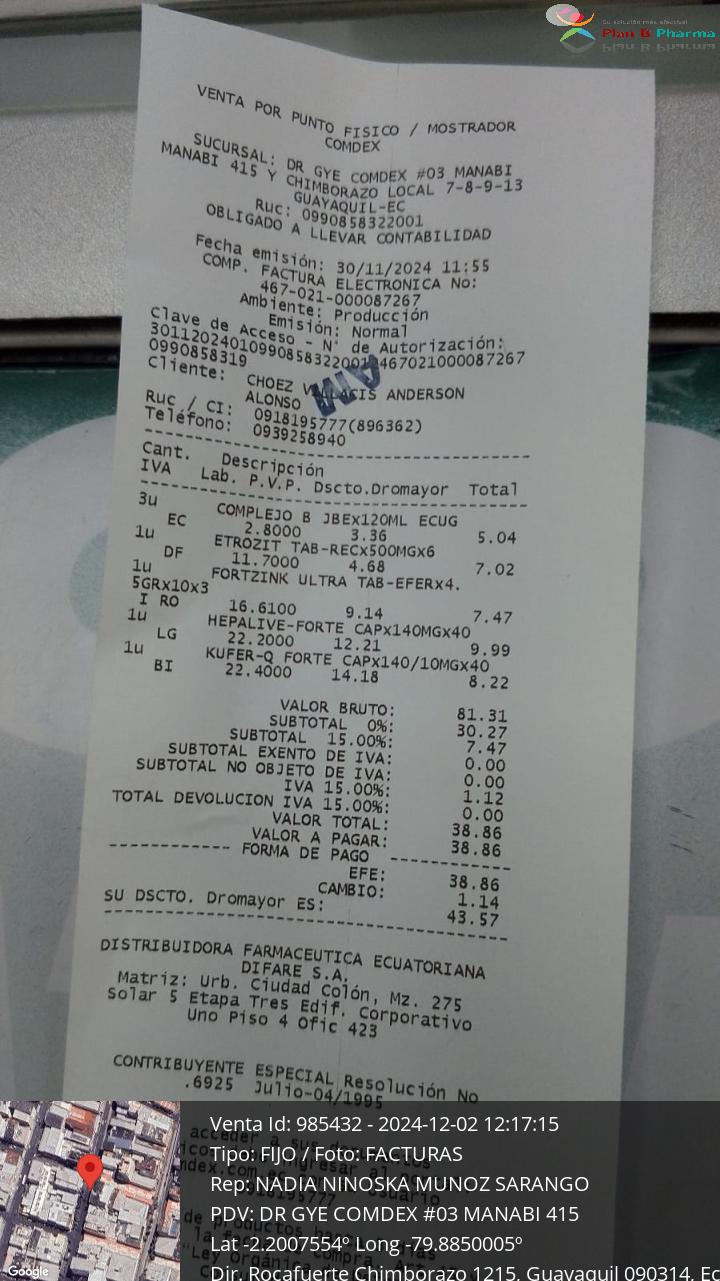 Su solución más efectiva!
Plan B Pharma
VENTA POR PUNTO FISICO / MOSTRADOR
COMDEX
SUCURSAL: DR GYE COMDEX #03 MANABI
MANABI 415 Y CHIMBORAZO LOCAL 7-8-9-13
GUAYAQUIL-EC
Ruc: 0990858322001
OBLIGADO A LLEVAR CONTABILIDAD
Fecha emisión: 30/11/2024 11:55
COMP. FACTURA ELECTRONICA No:
467-021-000087267
Ambiente: Producción
Emisión: Normal
Clave de Acceso - N° de Autorización:
301120240109908583220012467021000087267
0990858319
Cliente: CHOEZ VILLACIS ANDERSON
ALONSO
Ruc / CI: 0918195777(896362)
Teléfono: 0939258940
Cant. Descripción
IVA Lab. P.V.P. Dscto.Dromayor Total
3u COMPLEJO B JBEx120ML ECUG
EC 2.8000 3.36 5.04
1u ETROZIT TAB-RECx500MGx6
DF 11.7000 4.68 7.02
1u FORTZINK ULTRA TAB-EFERx4.
5GRx10x3
I RO 16.6100 9.14 7.47
1u HEPALIVE-FORTE CAPx140MGx40
LG 22.2000 12.21 9.99
1u KUFER-Q FORTE CAPx140/10MGx40
BI 22.4000 14.18 8.22
VALOR BRUTO: 81.31
SUBTOTAL 0%: 30.27
SUBTOTAL 15.00%: 7.47
SUBTOTAL EXENTO DE IVA: 0.00
SUBTOTAL NO OBJETO DE IVA: 0.00
IVA 15.00%: 1.12
TOTAL DEVOLUCION IVA 15.00%: 0.00
VALOR TOTAL: 38.86
VALOR A PAGAR: 38.86
FORMA DE PAGO
EFE: 38.86
CAMBIO: 1.14
SU DSCTO. Dromayor ES: 43.57
DISTRIBUIDORA FARMACEUTICA ECUATORIANA
DIFARE S.A.
Matriz: Urb. Ciudad Colón, Mz. 275
Solar 5 Etapa Tres Edif. Corporativo
Uno Piso 4 Ofic 423
CONTRIBUYENTE ESPECIAL Resolución No
.6925 Julio-04/1995
Venta Id: 985432 - 2024-12-02 12:17:15
Tipo: FIJO / Foto: FACTURAS
Rep: NADIA NINOSKA MUNOZ SARANGO
PDV: DR GYE COMDEX #03 MANABI 415
Lat -2.2007554º Long -79.8850005º
Dir. Rocafuerte Chimborazo 1215, Guayaquil 090314, Ec
Google